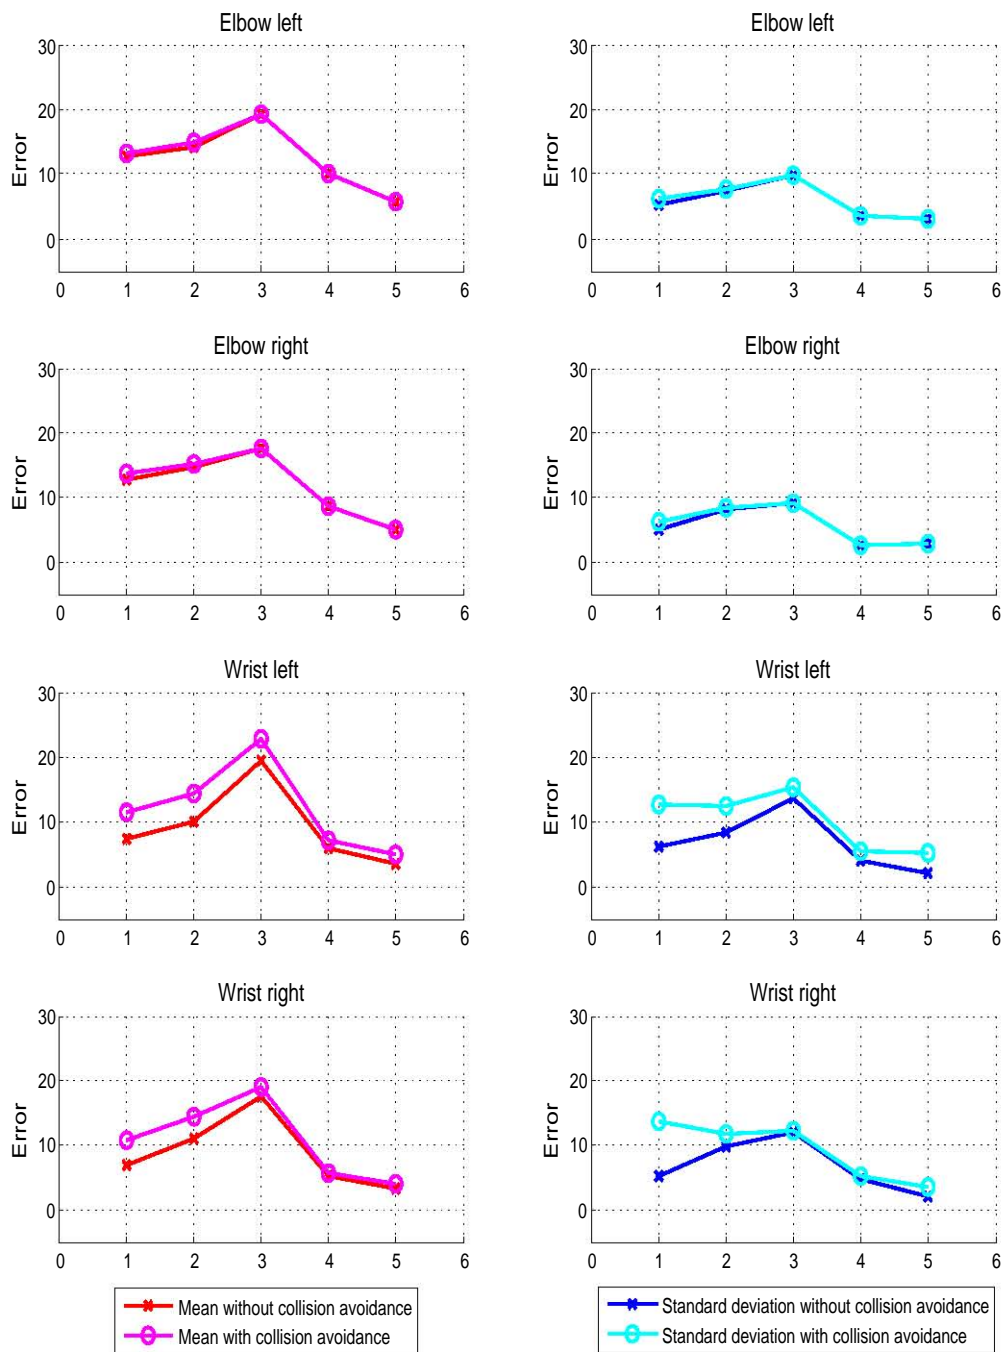 Elbow left
Elbow left
30
20
10
0
Error
0 1 2 3 4 5 6
30
20
10
0
Error
0 1 2 3 4 5 6
Elbow right
Elbow right
30
20
10
0
Error
0 1 2 3 4 5 6
30
20
10
0
Error
0 1 2 3 4 5 6
Wrist left
Wrist left
30
20
10
0
Error
0 1 2 3 4 5 6
30
20
10
0
Error
0 1 2 3 4 5 6
Wrist right
Wrist right
30
20
10
0
Error
0 1 2 3 4 5 6
30
20
10
0
Error
0 1 2 3 4 5 6
Mean without collision avoidance
Mean with collision avoidance
Standard deviation without collision avoidance
Standard deviation with collision avoidance